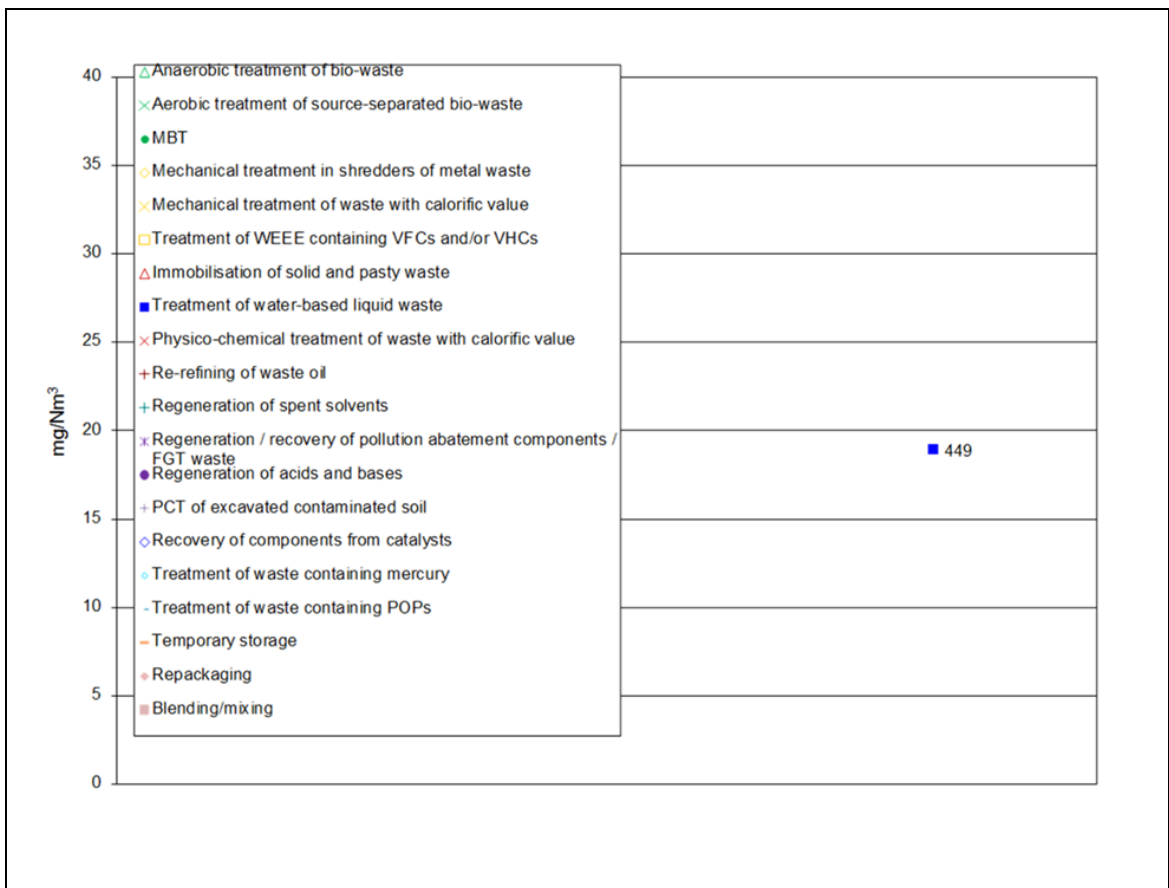 40
35
30
25
20
15
10
5
0
mg/Nm³
Anaerobic treatment of bio-waste
Aerobic treatment of source-separated bio-waste
MBT
Mechanical treatment in shredders of metal waste
Mechanical treatment of waste with calorific value
Treatment of WEEE containing VFCs and/or VHCs
Immobilisation of solid and pasty waste
Treatment of water-based liquid waste
Physico-chemical treatment of waste with calorific value
Re-refining of waste oil
Regeneration of spent solvents
Regeneration / recovery of pollution abatement components /
FGT waste
Regeneration of acids and bases
PCT of excavated contaminated soil
Recovery of components from catalysts
Treatment of waste containing mercury
Treatment of waste containing POPs
Temporary storage
Repackaging
Blending/mixing
449